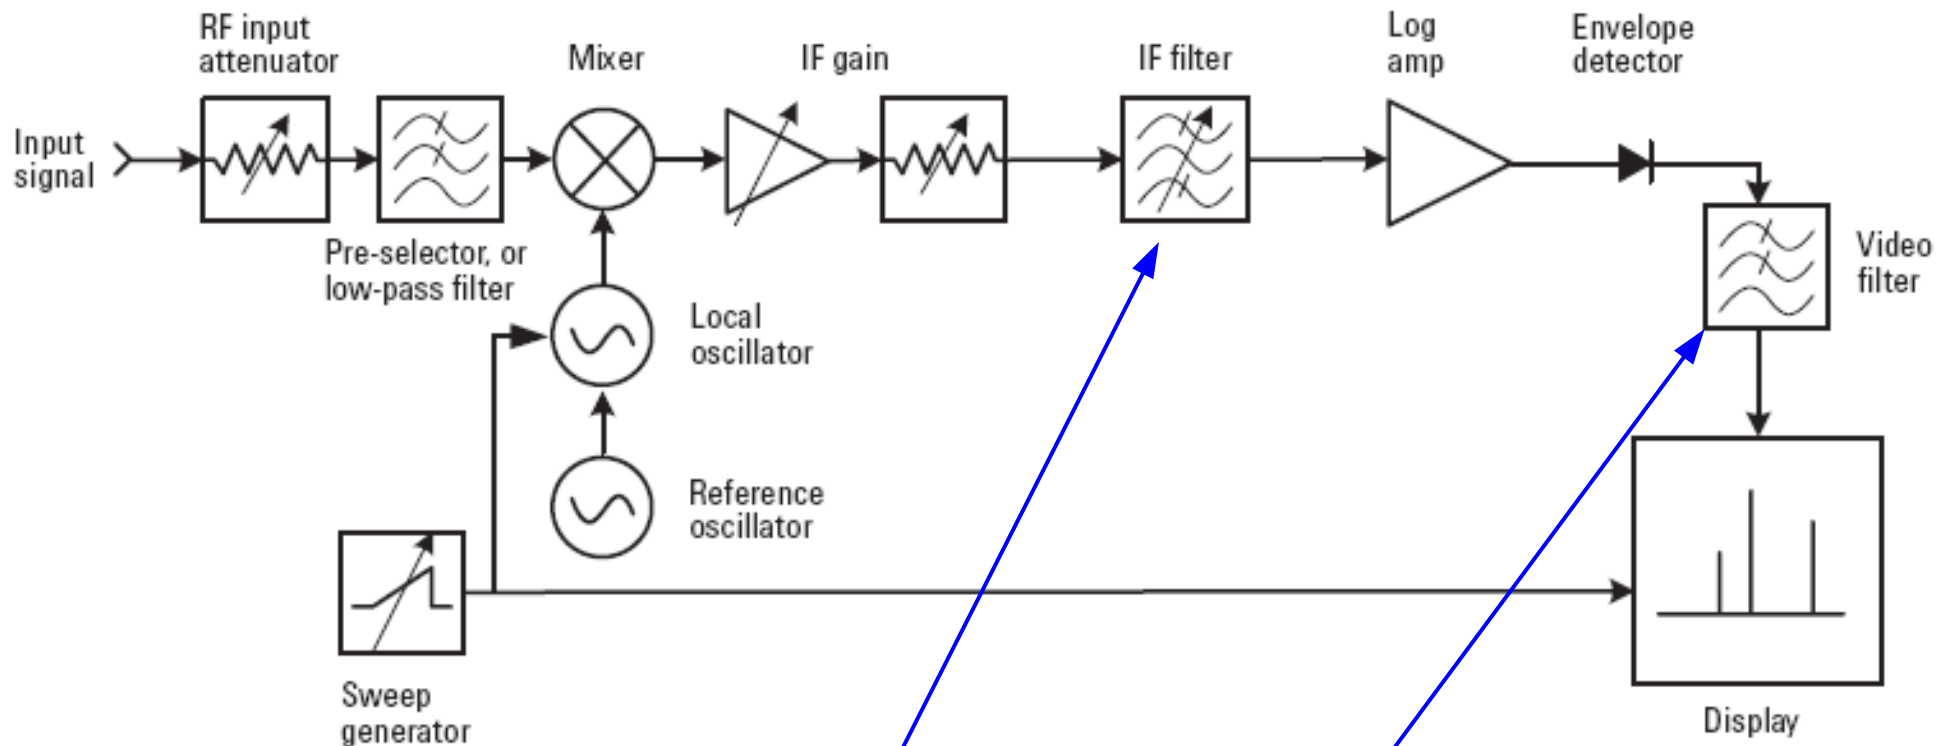 RF input
attenuator
Mixer
IF gain
IF filter
Log
amp
Envelope
detector
Input
signal
Pre-selector, or
low-pass filter
Video
filter
Local
oscillator
Reference
oscillator
Sweep
generator
Display